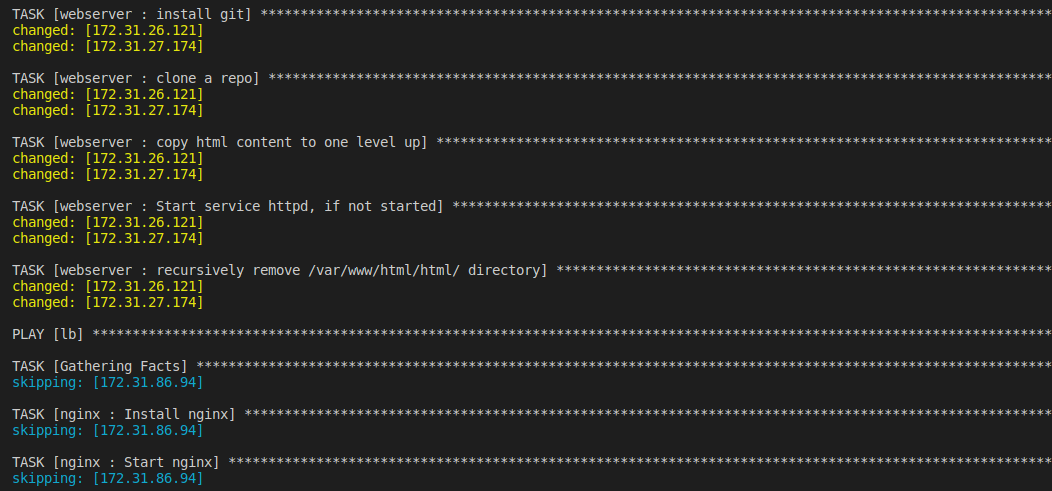 TASK [webserver : install git] ***************************************************************************************************
changed: [172.31.26.121]
changed: [172.31.27.174]
TASK [webserver : clone a repo] **************************************************************************************************
changed: [172.31.26.121]
changed: [172.31.27.174]
TASK [webserver : copy html content to one level up] *****************************************************************************
changed: [172.31.26.121]
changed: [172.31.27.174]
TASK [webserver : Start service httpd, if not started] ***************************************************************************
changed: [172.31.26.121]
changed: [172.31.27.174]
TASK [webserver : recursively remove /var/www/html/html/ directory] **************************************************************
changed: [172.31.26.121]
changed: [172.31.27.174]
PLAY [lb] ************************************************************************************************************************
TASK [Gathering Facts] ***********************************************************************************************************
skipping: [172.31.86.94]
TASK [nginx : Install nginx] *****************************************************************************************************
skipping: [172.31.86.94]
TASK [nginx : Start nginx] *******************************************************************************************************
skipping: [172.31.86.94]